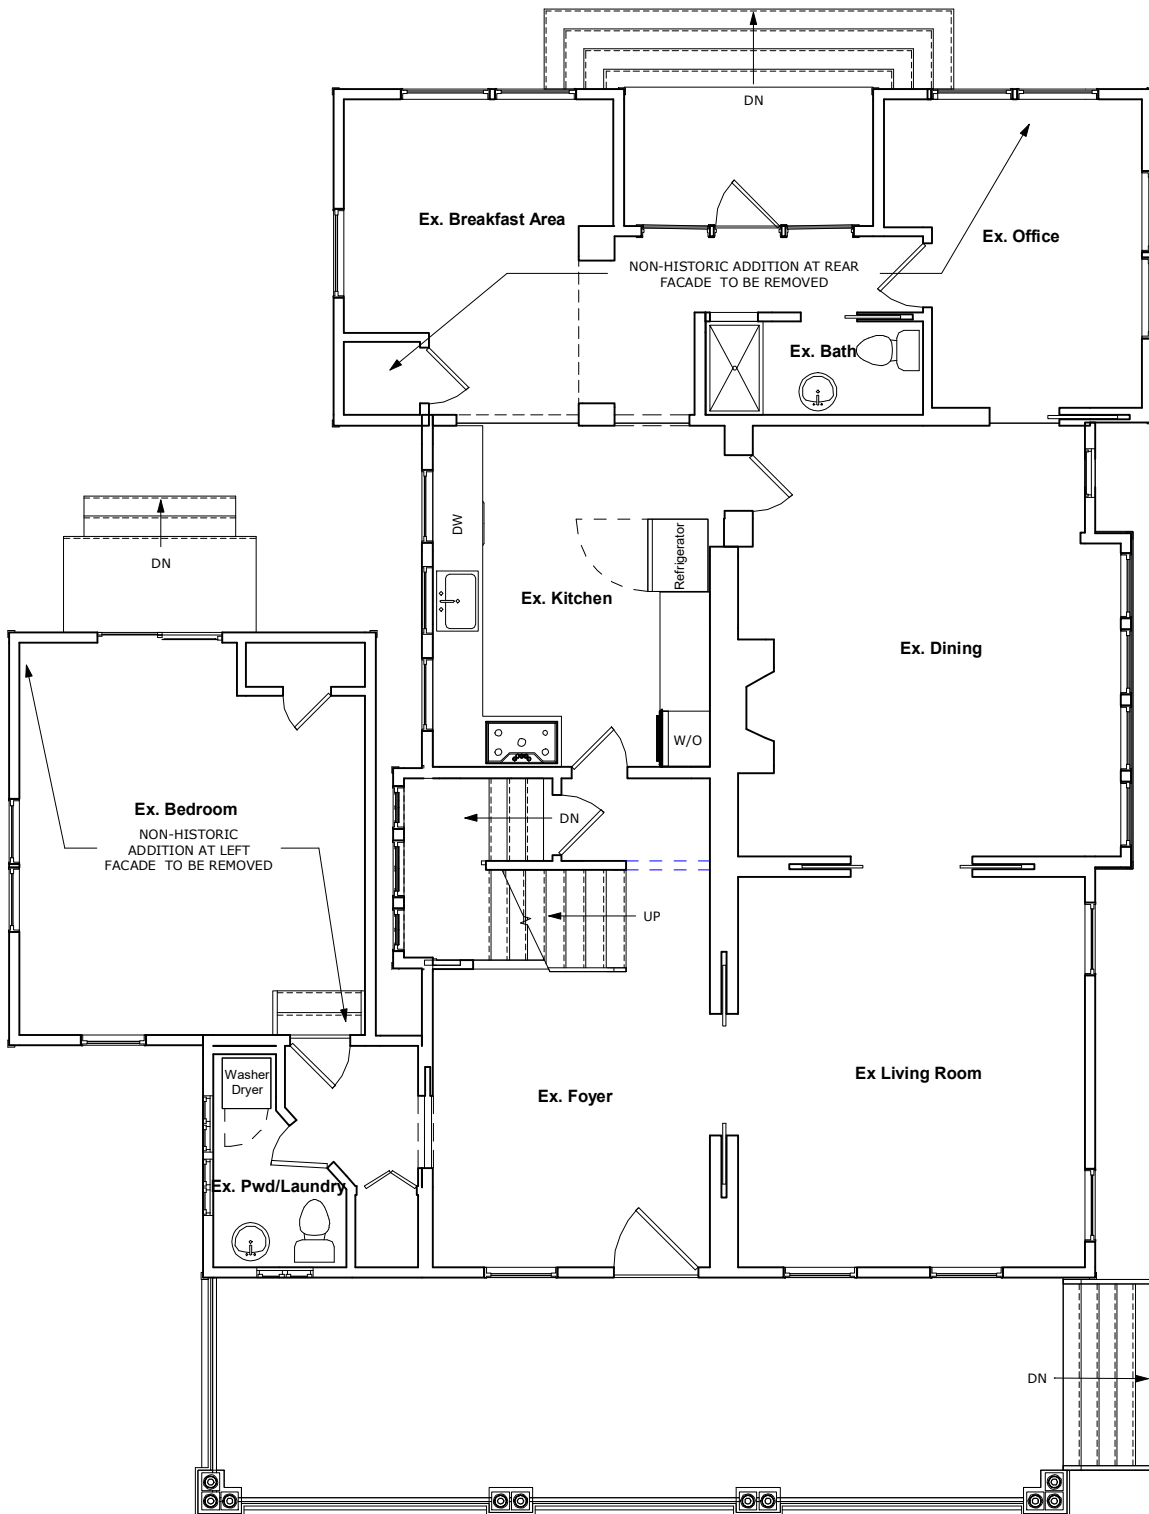 DN
Ex. Breakfast Area
Ex. Office
NON-HISTORIC ADDITION AT REAR
FACADE TO BE REMOVED
Ex. Bath
DW
Refrigerator
DN
Ex. Kitchen
Ex. Dining
W/O
Ex. Bedroom
NON-HISTORIC
ADDITION AT LEFT
FACADE TO BE REMOVED
DN
UP
Washer
Dryer
Ex. Foyer
Ex Living Room
Ex. Pwd/Laundry
DN